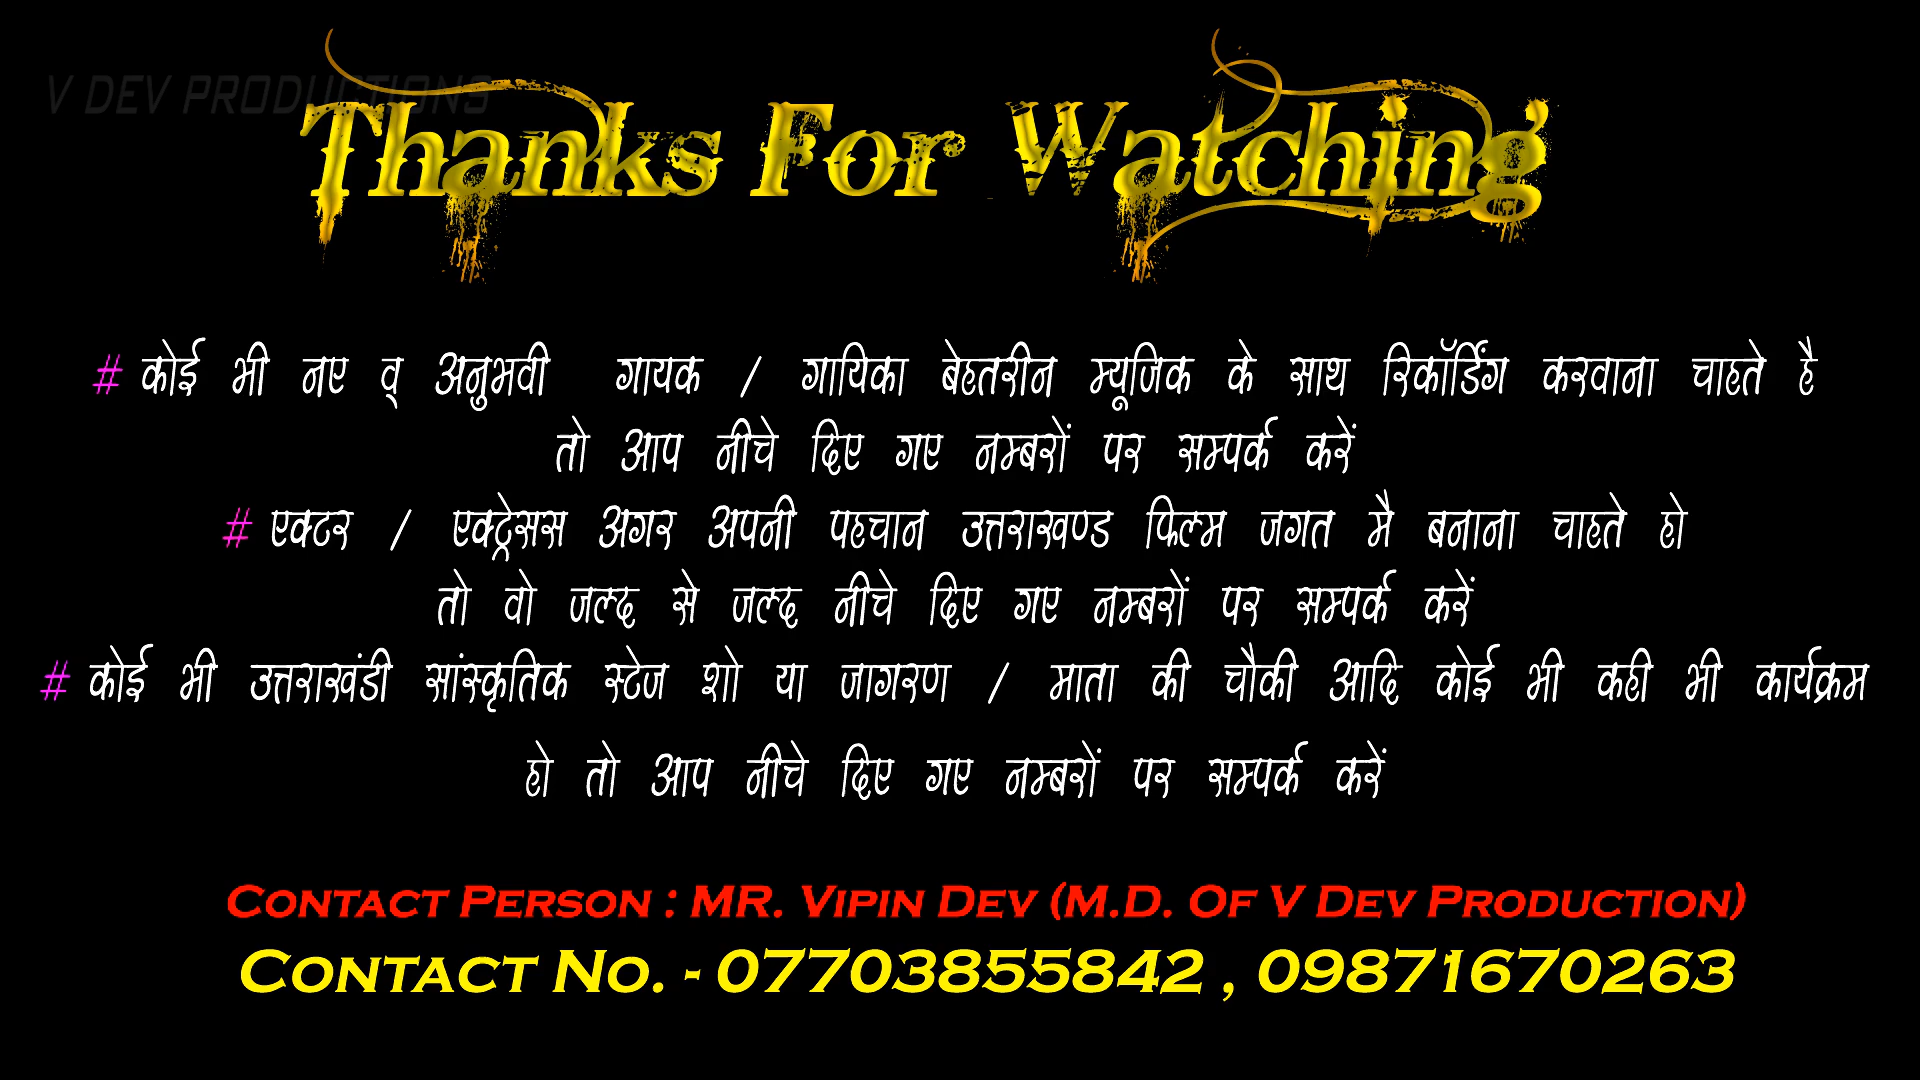 V DEV PRODUCTIONS
Thanks For Watching
# कोई भी नए व् अनुभवी गायक / गायिका बेहतरीन म्यूजिक के साथ रिकॉर्डिंग करवाना चाहते है
तो आप नीचे दिए गए नम्बरों पर सम्पर्क करें
# एक्टर / एक्ट्रेसस अगर अपनी पहचान उत्तराखण्ड फिल्म जगत मै बनाना चाहते हो
तो वो जल्द से जल्द नीचे दिए गए नम्बरों पर सम्पर्क करें
# कोई भी उत्तराखंडी सांस्कृतिक स्टेज शो या जागरण / माता की चौकी आदि कोई भी कही भी कार्यक्रम
हो तो आप नीचे दिए गए नम्बरों पर सम्पर्क करें
Contact Person : MR. Vipin Dev (M.D. Of V Dev Production)
Contact No. - 07703855842 , 09871670263